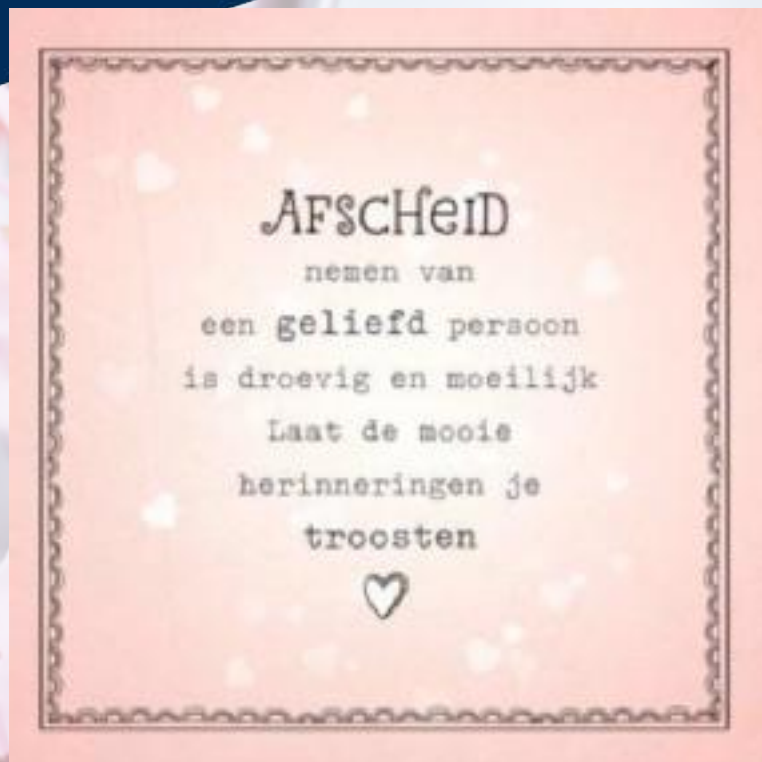 AFSCHEID
nemen van
een geliefd persoon
is droevig en moeilijk
Laat de mooie
herinneringen je
troosten